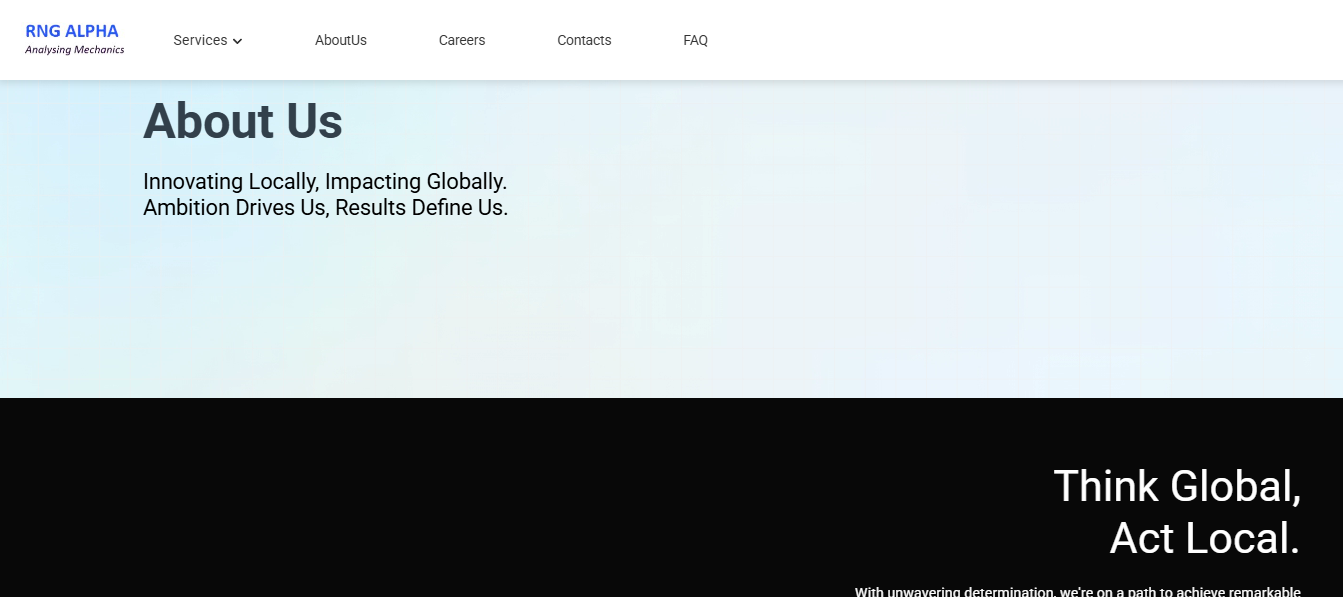 RNG ALPHA
Analysing Mechanics
Services
AboutUs
Careers
Contacts
FAQ
About Us
Innovating Locally, Impacting Globally.
Ambition Drives Us, Results Define Us.
Think Global,
Act Local.
With unwavering determination, we're on a path to achieve remarkable